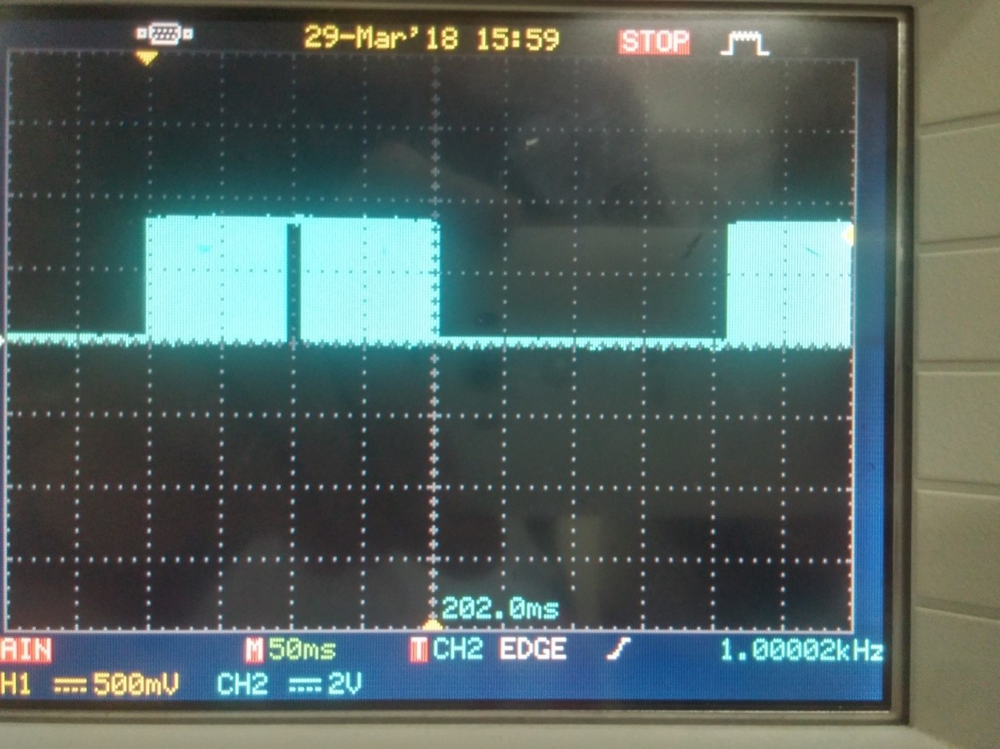 29-Mar'18 15:59 STOP
202.0ms
AIN M 50ms T CH2 EDGE 1.00002kHz
H1 500mV CH2 2V